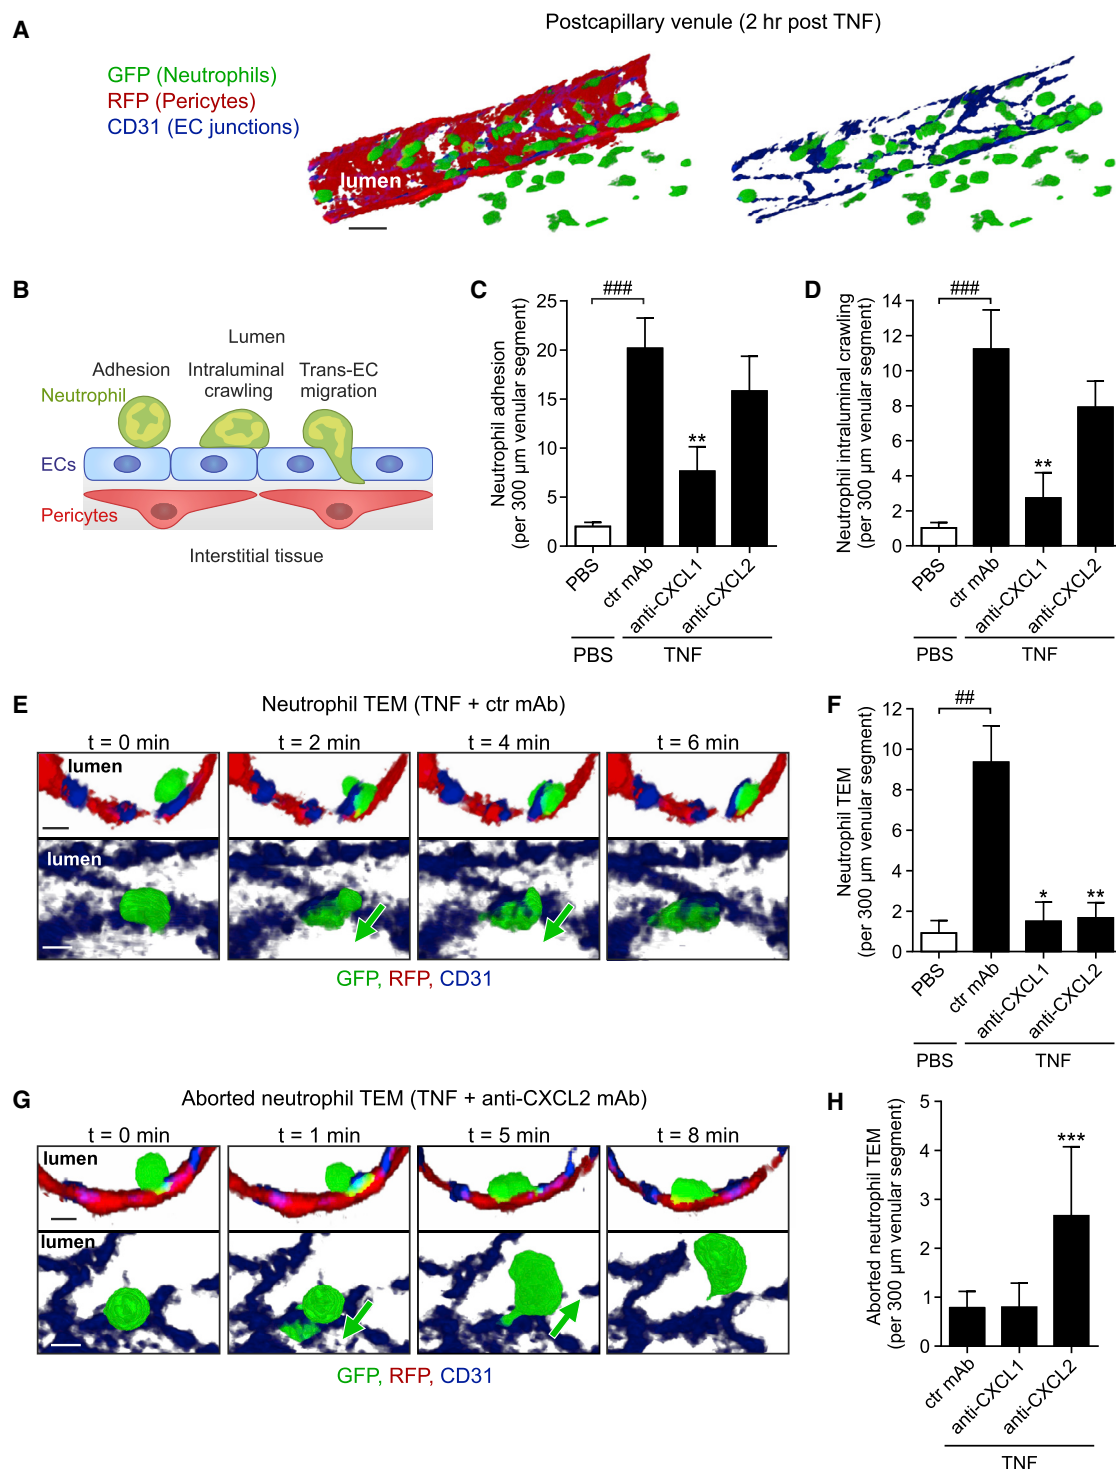 A
Postcapillary venule (2 hr post TNF)
GFP (Neutrophils)
RFP (Pericytes)
CD31 (EC junctions)
lumen
B
Lumen
Adhesion
Intraluminal
crawling
Trans-EC
migration
Neutrophil
ECs
Pericytes
Interstitial tissue
C
Neutrophil adhesion
(per 300 µm venular segment)
25
20
15
10
5
0
###
**
PBS
ctr mAb
anti-CXCL1
anti-CXCL2
PBS
TNF
D
Neutrophil intraluminal crawling
(per 300 µm venular segment)
14
12
10
8
6
4
2
0
###
**
PBS
ctr mAb
anti-CXCL1
anti-CXCL2
PBS
TNF
E
Neutrophil TEM (TNF + ctr mAb)
t = 0 min
t = 2 min
t = 4 min
t = 6 min
lumen
lumen
GFP, RFP, CD31
F
Neutrophil TEM
(per 300 µm venular segment)
12
10
8
6
4
2
0
##
*
**
PBS
ctr mAb
anti-CXCL1
anti-CXCL2
PBS
TNF
G
Aborted neutrophil TEM (TNF + anti-CXCL2 mAb)
t = 0 min
t = 1 min
t = 5 min
t = 8 min
lumen
lumen
GFP, RFP, CD31
H
Aborted neutrophil TEM
(per 300 µm venular segment)
5
4
3
2
1
0
***
ctr mAb
anti-CXCL1
anti-CXCL2
TNF